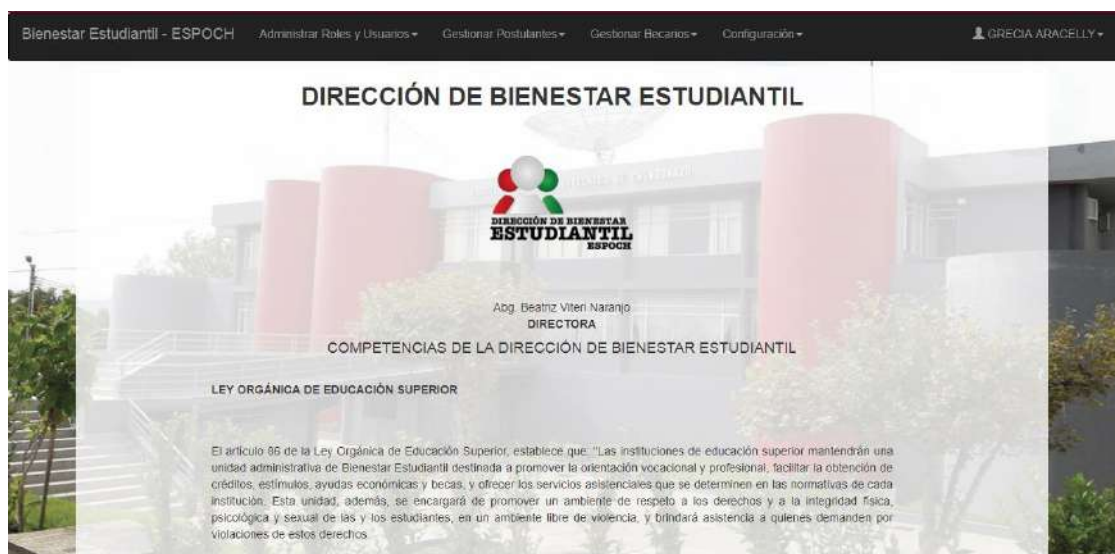 Bienestar Estudiantil - ESPOCH Administrar Roles y Usuarios Gestionar Postulantes Gestionar Becarios Configuración GRECIA ARACELLY
DIRECCIÓN DE BIENESTAR ESTUDIANTIL
DIRECCIÓN DE BIENESTAR
ESTUDIANTIL
ESPOCH
Abg. Beatriz Viteri Naranjo
DIRECTORA
COMPETENCIAS DE LA DIRECCIÓN DE BIENESTAR ESTUDIANTIL
LEY ORGÁNICA DE EDUCACIÓN SUPERIOR
El artículo 86 de la Ley Orgánica de Educación Superior, establece que: "Las instituciones de educación superior mantendrán una
unidad administrativa de Bienestar Estudiantil destinada a promover la orientación vocacional y profesional, facilitar la obtención de
créditos, estímulos, ayudas económicas y becas, y ofrecer los servicios asistenciales que se determinen en las normativas de cada
institución. Esta unidad, además, se encargará de promover un ambiente de respeto a los derechos y a la integridad física,
psicológica y sexual de las y los estudiantes, en un ambiente libre de violencia, y brindará asistencia a quienes demanden por
violaciones de estos derechos